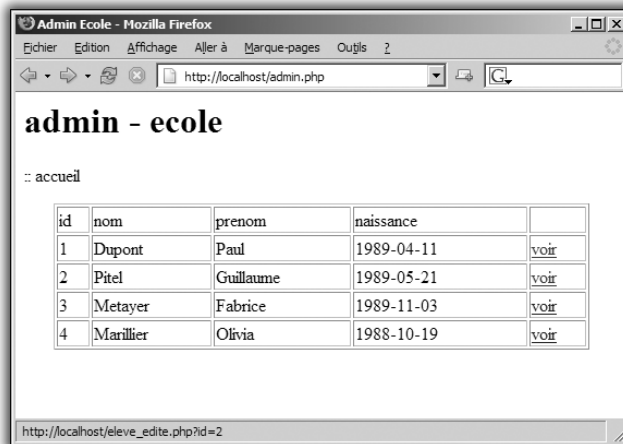 Admin Ecole - Mozilla Firefox
Fichier Edition Affichage Aller à Marque-pages Outils ?
http://localhost/admin.php G
admin - ecole
:: accueil
id nom prenom naissance
1 Dupont Paul 1989-04-11 voir
2 Pitel Guillaume 1989-05-21 voir
3 Metayer Fabrice 1989-11-03 voir
4 Marillier Olivia 1988-10-19 voir
http://localhost/eleve_edite.php?id=2